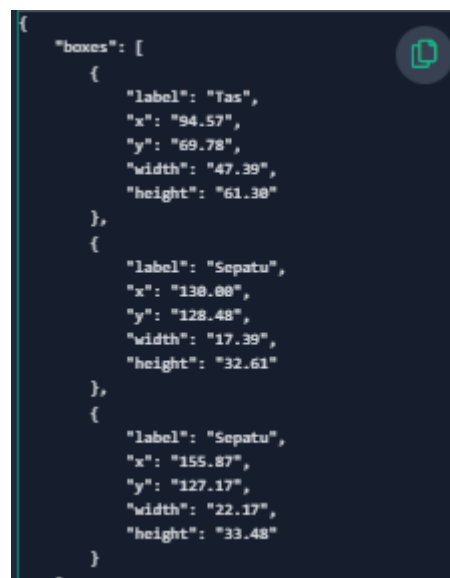 {
"boxes": [
{
"label": "Tas",
"x": "94.57",
"y": "69.78",
"width": "47.39",
"height": "61.30"
},
{
"label": "Sepatu",
"x": "130.00",
"y": "128.48",
"width": "17.39",
"height": "32.61"
},
{
"label": "Sepatu",
"x": "155.87",
"y": "127.17",
"width": "22.17",
"height": "33.48"
}